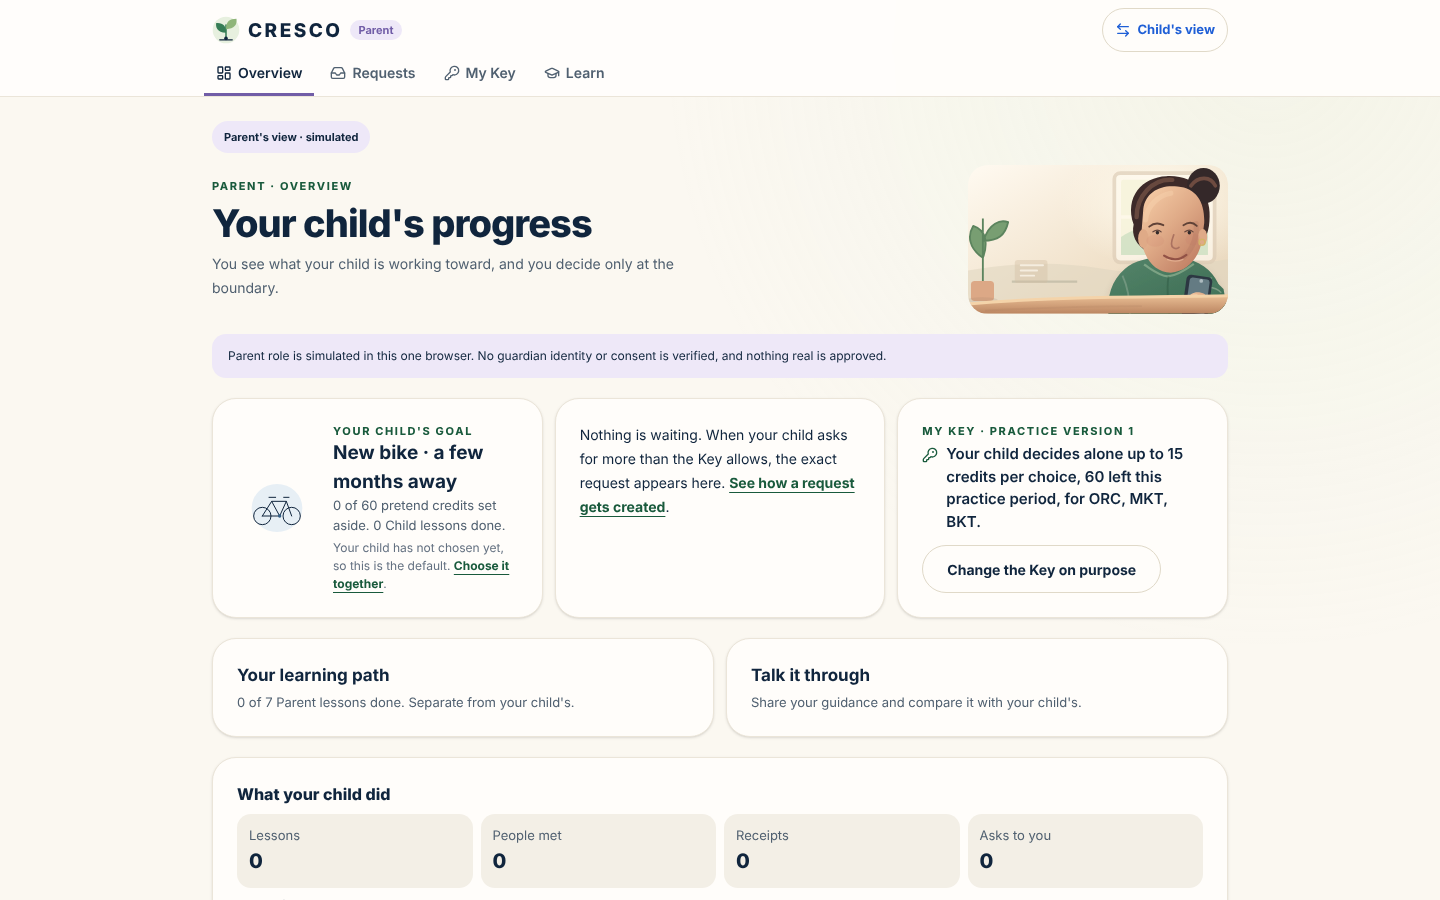 CRESCO
Parent
Child's view
Overview
Requests
My Key
Learn
Parent's view · simulated
PARENT · OVERVIEW
Your child's progress
You see what your child is working toward, and you decide only at the
boundary.
Parent role is simulated in this one browser. No guardian identity or consent is verified, and nothing real is approved.
YOUR CHILD'S GOAL
New bike · a few
months away
0 of 60 pretend credits set
aside. 0 Child lessons done.
Your child has not chosen yet,
so this is the default. Choose it
together.
Nothing is waiting. When your child asks
for more than the Key allows, the exact
request appears here. See how a request
gets created.
MY KEY · PRACTICE VERSION 1
Your child decides alone up to 15
credits per choice, 60 left this
practice period, for ORC, MKT,
BKT.
Change the Key on purpose
Your learning path
0 of 7 Parent lessons done. Separate from your child's.
Talk it through
Share your guidance and compare it with your child's.
What your child did
Lessons
0
People met
0
Receipts
0
Asks to you
0